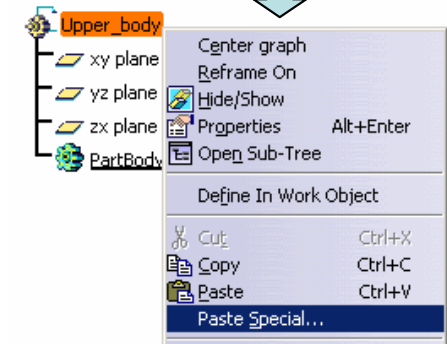 Upper_body
xy plane
yz plane
zx plane
PartBody
Center graph
Reframe On
Hide/Show
Properties Alt+Enter
Open Sub-Tree
Define In Work Object
Cut Ctrl+X
Copy Ctrl+C
Paste Ctrl+V
Paste Special...